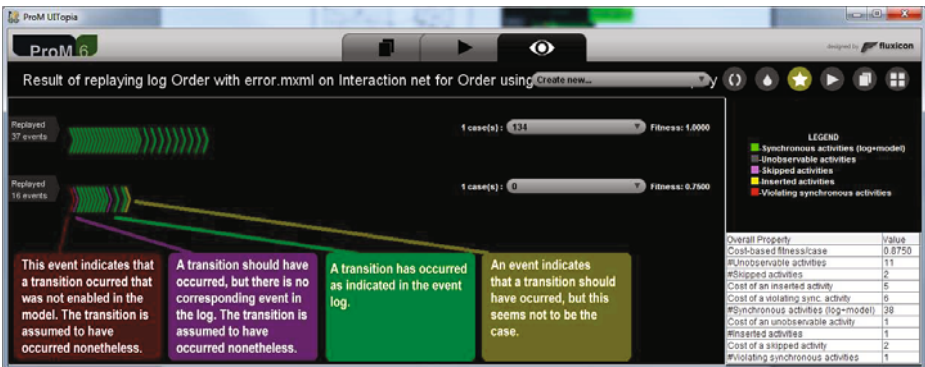 ProM UITopia
ProM 6
designed by fluxicon
Result of replaying log Order with error.mxml on Interaction net for Order using
Create new...
y
Replayed
37 events
1 case(s): 134
Fitness: 1.0000
Replayed
16 events
1 case(s): 0
Fitness: 0.7500
LEGEND
-Synchronous activities (log+model)
-Unobservable activities
-Skipped activities
-Inserted activities
-Violating synchronous activities
This event indicates that
a transition ocurred that
was not enabled in the
model. The transition is
assumed to have
occurred nonetheless.
A transition should have
occurred, but there is no
corresponding event in
the log. The transition is
assumed to have
occurred nonetheless.
A transition has occurred
as indicated in the event
log.
An event indicates
that a transition should
have ocurred, but this
seems not to be the
case.
Overall Property Value
Cost-based fitness/case 0.8750
#Unobservable activities 11
#Skipped activities 2
Cost of an inserted activity 5
Cost of a violating sync. activity 6
#Synchronous activities (log+model) 38
Cost of an unobservable activity 1
#Inserted activities 1
Cost of a skipped activity 2
#Violating synchronous activities 1